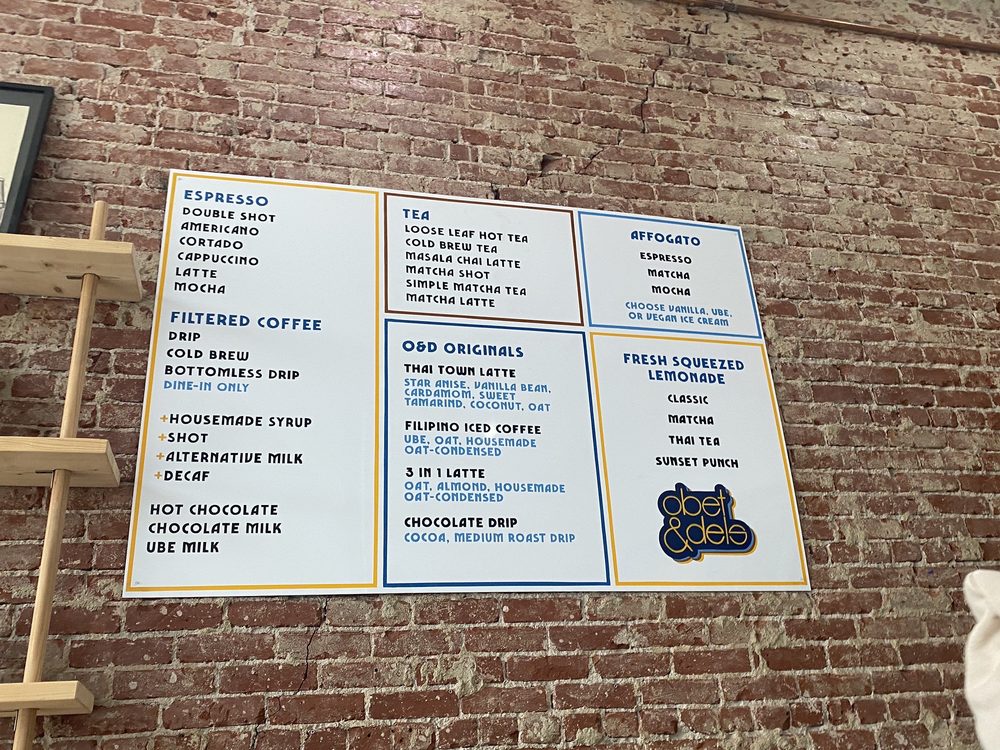 ESPRESSO
DOUBLE SHOT
AMERICANO
CORTADO
CAPPUCCINO
LATTE
MOCHA
FILTERED COFFEE
DRIP
COLD BREW
BOTTOMLESS DRIP
DINE-IN ONLY
+HOUSEMADE SYRUP
+SHOT
+ALTERNATIVE MILK
+DECAF
HOT CHOCOLATE
CHOCOLATE MILK
UBE MILK
TEA
LOOSE LEAF HOT TEA
COLD BREW TEA
MASALA CHAI LATTE
MATCHA SHOT
SIMPLE MATCHA TEA
MATCHA LATTE
O&D ORIGINALS
THAI TOWN LATTE
STAR ANISE, VANILLA BEAN,
CARDAMOM, SWEET
TAMARIND, COCONUT, OAT
FILIPINO ICED COFFEE
UBE, OAT, HOUSEMADE
OAT-CONDENSED
3 IN 1 LATTE
OAT, ALMOND, HOUSEMADE
OAT-CONDENSED
CHOCOLATE DRIP
COCOA, MEDIUM ROAST DRIP
AFFOGATO
ESPRESSO
MATCHA
MOCHA
CHOOSE VANILLA, UBE,
OR VEGAN ICE CREAM
FRESH SQUEEZED
LEMONADE
CLASSIC
MATCHA
THAI TEA
SUNSET PUNCH
obet
&dels